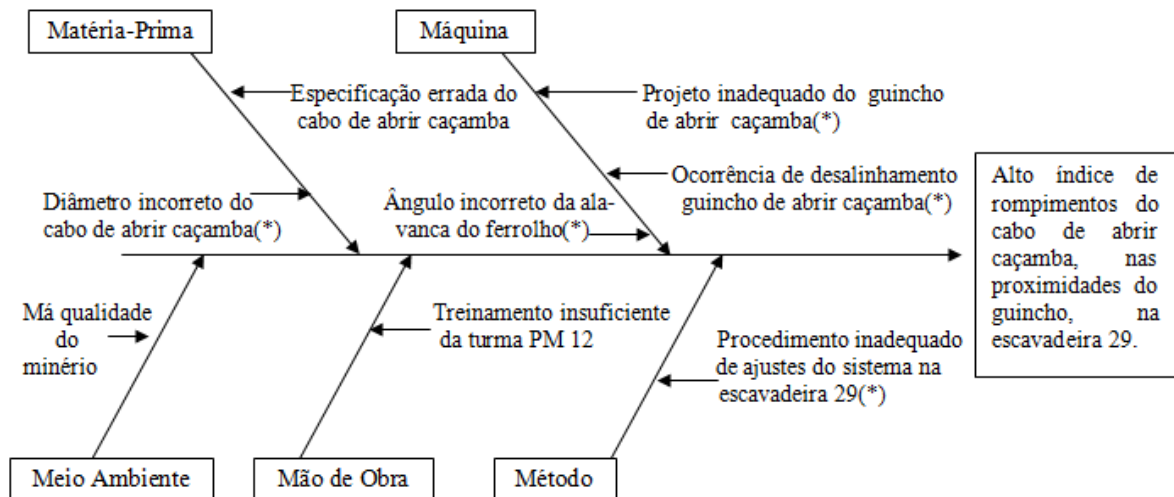 Matéria-Prima
Máquina
Especificação errada do
cabo de abrir caçamba
Projeto inadequado do guincho
de abrir caçamba(*)
Diâmetro incorreto do
cabo de abrir caçamba(*)
Ângulo incorreto da ala-
vanca do ferrolho(*)
Ocorrência de desalinhamento
guincho de abrir caçamba(*)
Alto índice de
rompimentos do
cabo de abrir
caçamba, nas
proximidades do
guincho, na
escavadeira 29.
Má qualidade
do
minério
Treinamento insuficiente
da turma PM 12
Procedimento inadequado
de ajustes do sistema na
escavadeira 29(*)
Meio Ambiente
Mão de Obra
Método